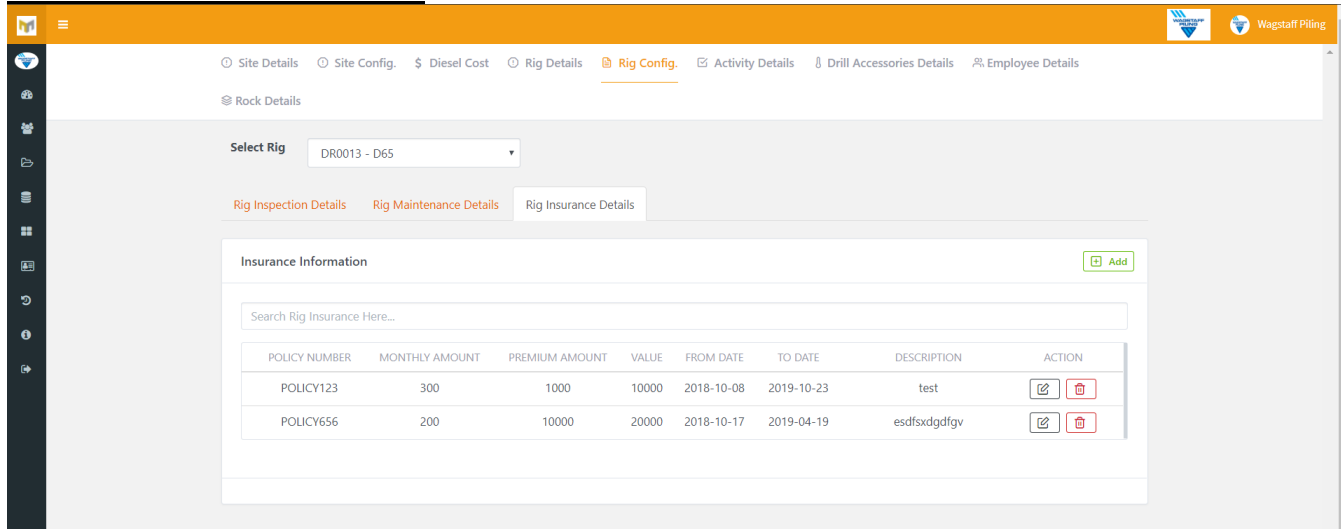 WAGSTAFF PILING
Wagstaff Piling
Site Details Site Config. $ Diesel Cost Rig Details Rig Config. Activity Details Drill Accessories Details Employee Details
Rock Details
Select Rig DR0013 - D65
Rig Inspection Details Rig Maintenance Details Rig Insurance Details
Insurance Information Add
Search Rig Insurance Here...
POLICY NUMBER MONTHLY AMOUNT PREMIUM AMOUNT VALUE FROM DATE TO DATE DESCRIPTION ACTION
POLICY123 300 1000 10000 2018-10-08 2019-10-23 test
POLICY656 200 10000 20000 2018-10-17 2019-04-19 esdfsxdgdfgv